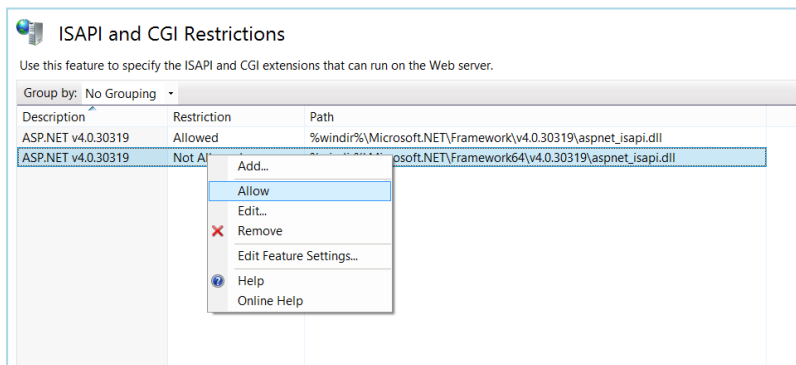 ISAPI and CGI Restrictions
Use this feature to specify the ISAPI and CGI extensions that can run on the Web server.
Group by: No Grouping
Description Restriction Path
ASP.NET v4.0.30319 Allowed %windir%\Microsoft.NET\Framework\v4.0.30319\aspnet_isapi.dll
ASP.NET v4.0.30319 Not %windir%\Microsoft.NET\Framework64\v4.0.30319\aspnet_isapi.dll
Add...
Allow
Edit...
Remove
Edit Feature Settings...
Help
Online Help